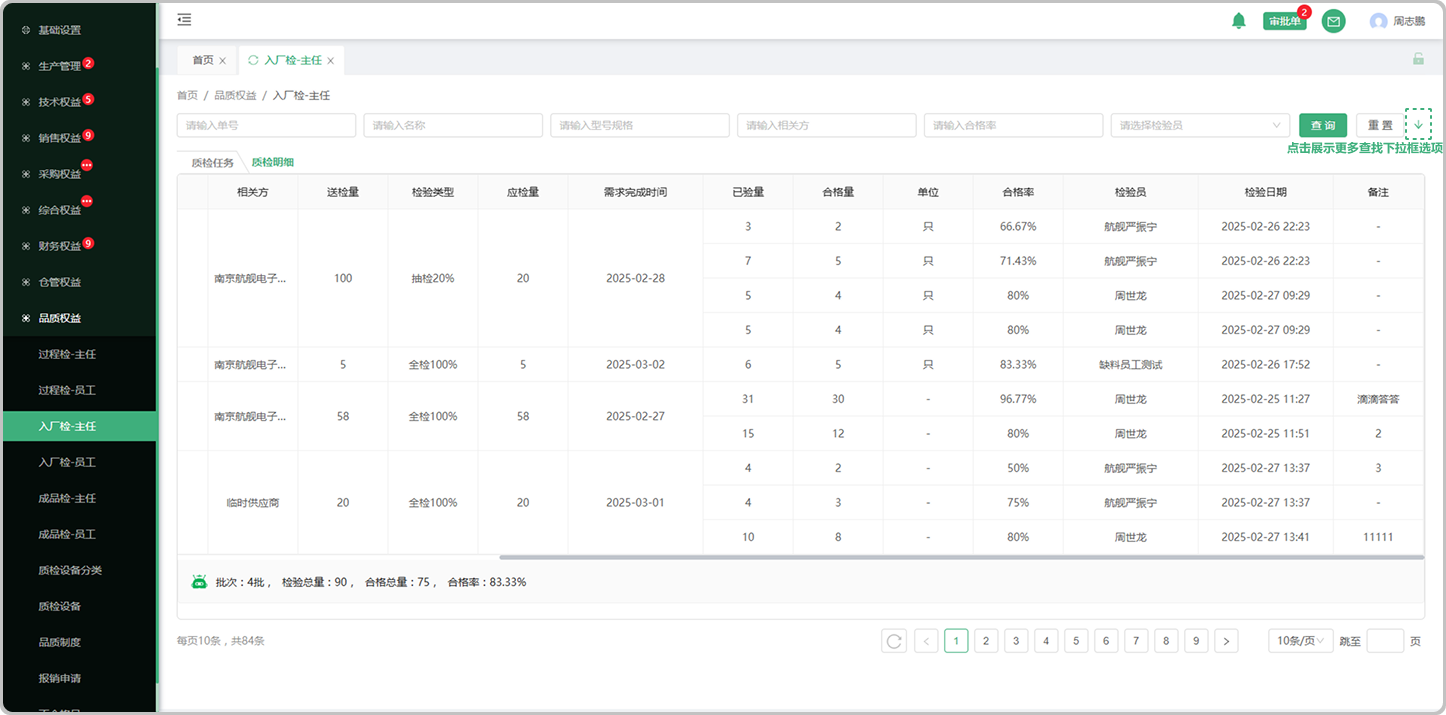 基础设置
生产管理 2
技术权益 5
销售权益 9
采购权益 •••
综合权益 •••
财务权益 9
仓管权益
品质权益
过程检-主任
过程检-员工
入厂检-主任
入厂检-员工
成品检-主任
成品检-员工
质检设备分类
质检设备
品质制度
报销申请
审批单 2 周志鹏
首页 入厂检-主任
首页 / 品质权益 / 入厂检-主任
请输入单号 请输入名称 请输入型号规格 请输入相关方 请输入合格率 请选择检验员 查 询 重 置
点击展示更多查找下拉框选项
质检任务 质检明细
相关方 送检量 检验类型 应检量 需求完成时间 已验量 合格量 单位 合格率 检验员 检验日期 备注
南京航舰电子... 100 抽检20% 20 2025-02-28 3 2 只 66.67% 航舰严振宁 2025-02-26 22:23 -
7 5 只 71.43% 航舰严振宁 2025-02-26 22:23 -
5 4 只 80% 周世龙 2025-02-27 09:29 -
5 4 只 80% 周世龙 2025-02-27 09:29 -
南京航舰电子... 5 全检100% 5 2025-03-02 6 5 只 83.33% 缺料员工测试 2025-02-26 17:52 -
南京航舰电子... 58 全检100% 58 2025-02-27 31 30 - 96.77% 周世龙 2025-02-25 11:27 滴滴答答
15 12 - 80% 周世龙 2025-02-25 11:51 2
临时供应商 20 全检100% 20 2025-03-01 4 2 - 50% 航舰严振宁 2025-02-27 13:37 3
4 3 - 75% 航舰严振宁 2025-02-27 13:37 -
10 8 - 80% 周世龙 2025-02-27 13:41 11111
批次：4批， 检验总量：90， 合格总量：75， 合格率：83.33%
每页10条，共84条 1 2 3 4 5 6 7 8 9 10条/页 跳至 页